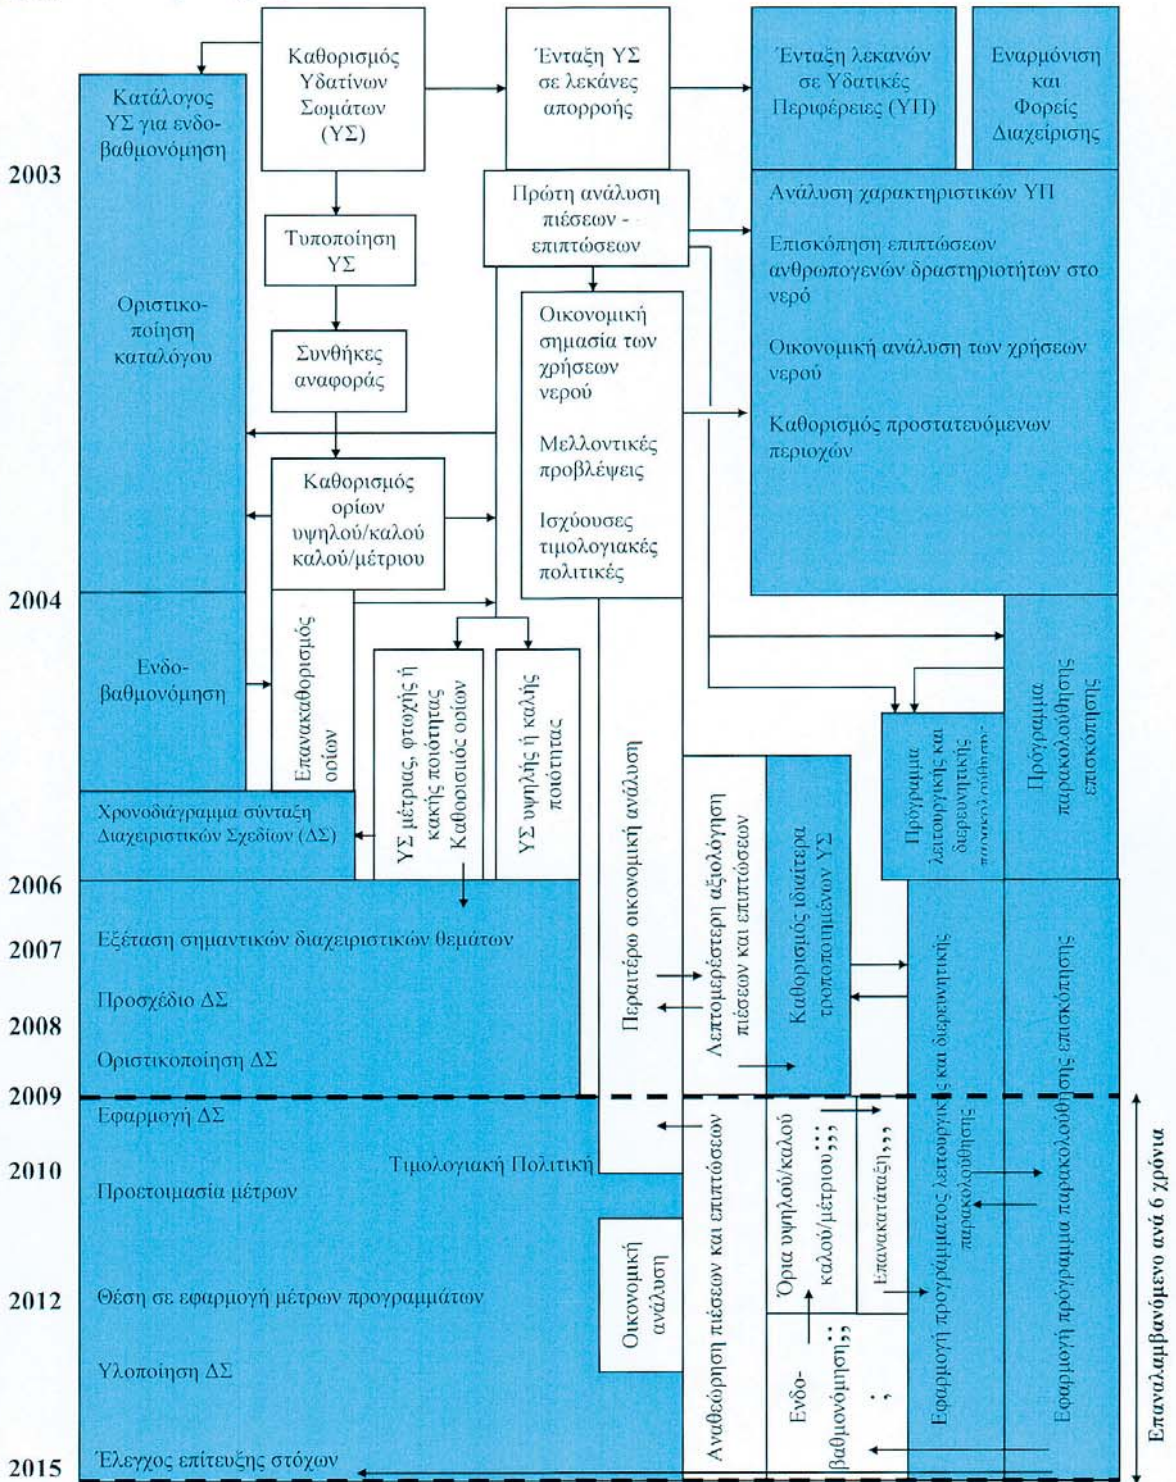 Καθορισμός
Υδατίνων
Σωμάτων
(ΥΣ)
Ένταξη ΥΣ
σε λεκάνες
απορροής
Ένταξη λεκανών
σε Υδατικές
Περιφέρειες (ΥΠ)
Εναρμόνιση
και
Φορείς
Διαχείρισης
Κατάλογος
ΥΣ για ενδο-
βαθμονόμηση
2003
Τυποποίηση
ΥΣ
Πρώτη ανάλυση
πιέσεων -
επιπτώσεων
Ανάλυση χαρακτηριστικών ΥΠ
Επισκόπηση επιπτώσεων
ανθρωπογενών δραστηριοτήτων στο
νερό
Οικονομική ανάλυση των χρήσεων
νερού
Καθορισμός προστατευόμενων
περιοχών
Οριστικο-
ποίηση
καταλόγου
Συνθήκες
αναφοράς
Οικονομική
σημασία των
χρήσεων
νερού
Μελλοντικές
προβλέψεις
Ισχύουσες
τιμολογιακές
πολιτικές
Καθορισμός
ορίων
υψηλού/καλού
καλού/μέτριου
2004
Ενδο-
βαθμονόμηση
Επανακαθορισμός
ορίων
ΥΣ μέτριας, φτωχής ή
κακής ποιότητας
Καθορισμός ορίων
ΥΣ υψηλής ή καλής
ποιότητας
Περαιτέρω οικονομική ανάλυση
Λεπτομερέστερη αξιολόγηση
πιέσεων και επιπτώσεων
Καθορισμός ιδιαίτερα
τροποποιημένων ΥΣ
Πρόγραμμα
λειτουργικής και
διερευνητικής
παρακολούθησης
Πρόγραμμα
παρακολούθησης
επισκόπησης
Χρονοδιάγραμμα σύνταξη
Διαχειριστικών Σχεδίων (ΔΣ)
2006
Εξέταση σημαντικών διαχειριστικών θεμάτων
2007
Προσχέδιο ΔΣ
2008
Οριστικοποίηση ΔΣ
2009
Εφαρμογή ΔΣ
Τιμολογιακή Πολιτική
2010
Προετοιμασία μέτρων
Οικονομική
ανάλυση
2012
Θέση σε εφαρμογή μέτρων προγραμμάτων
Υλοποίηση ΔΣ
Έλεγχος επίτευξης στόχων
2015
Αναθεώρηση πιέσεων και επιπτώσεων
Όρια υψηλού/καλού
καλού/μέτριου;;;
Επανακατάταξη;;;
Ενδο-
βαθμονόμηση;;;
;
Εφαρμογή προγράμματος λειτουργικής και διερευνητικής
παρακολούθησης
Εφαρμογή πρόγραμμα παρακολούθησης επισκόπησης
Επαναλαμβανόμενο ανά 6 χρόνια